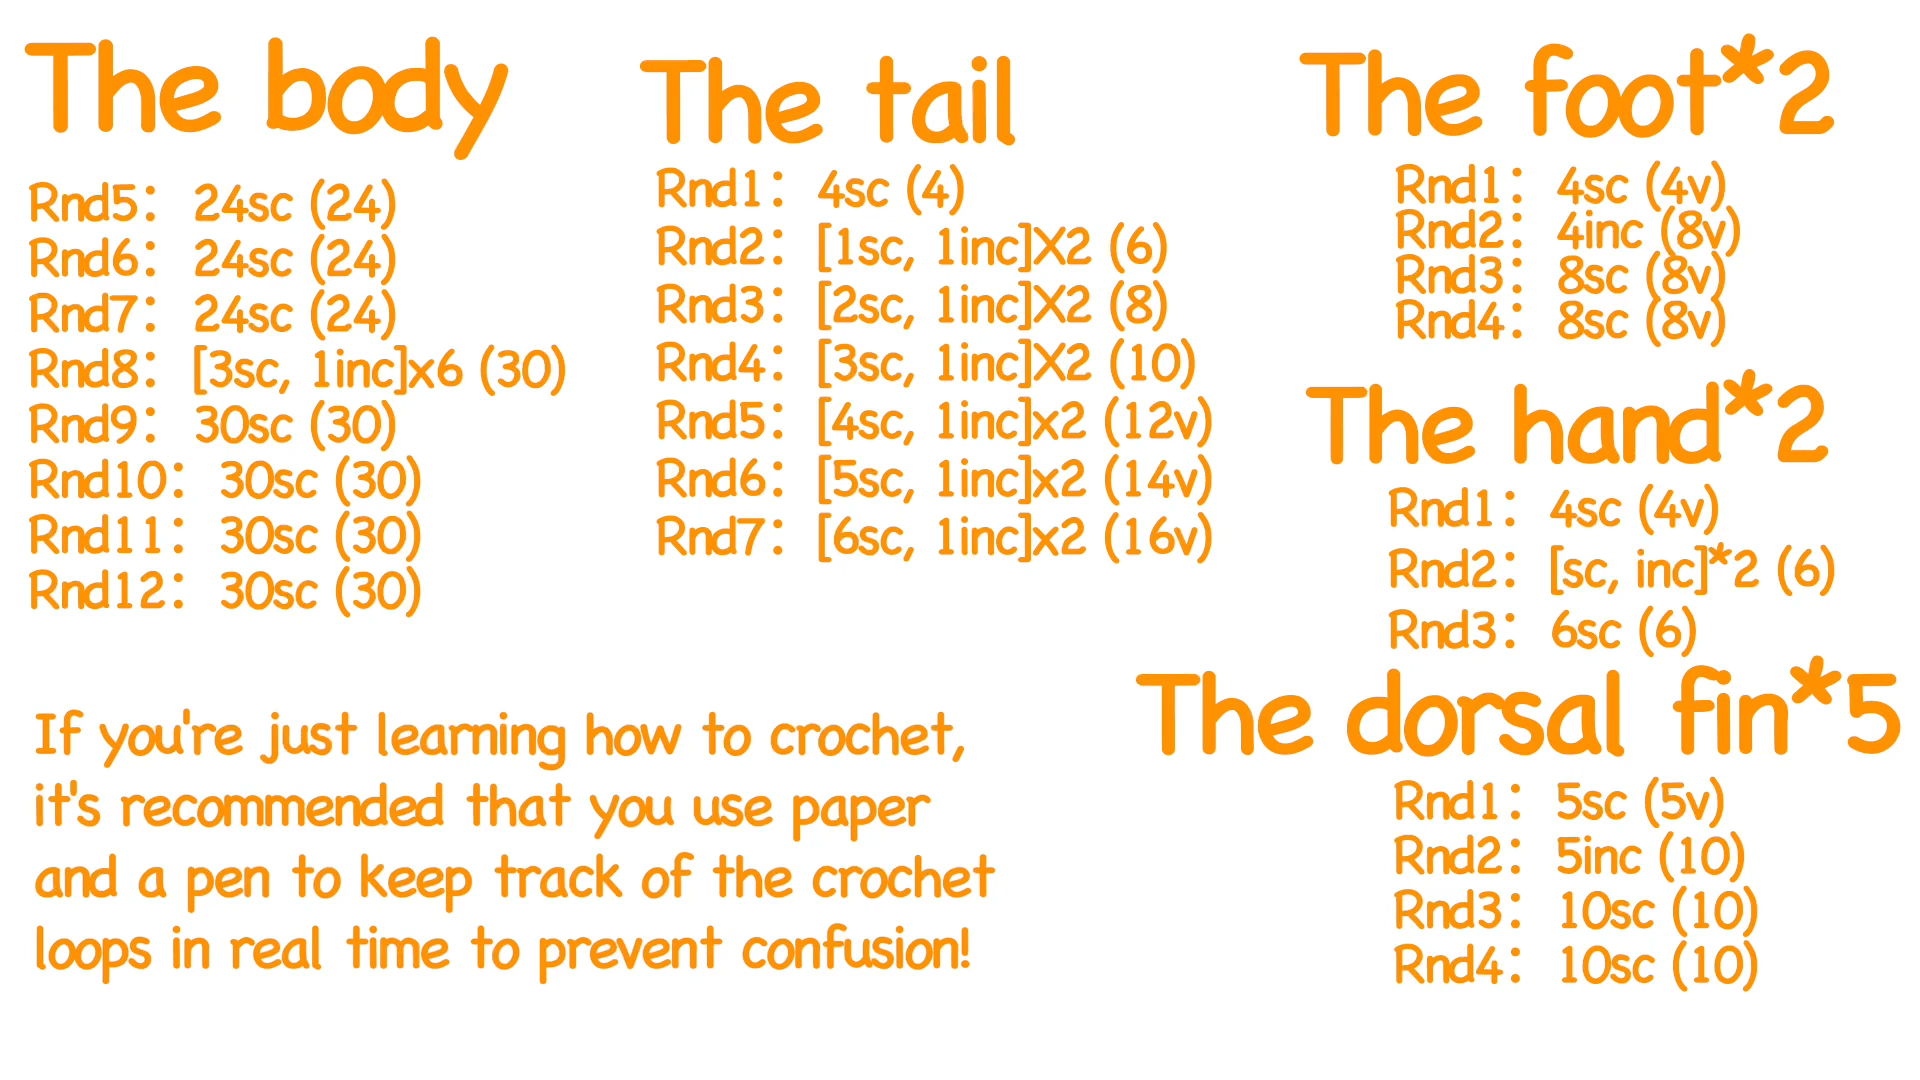 The body
Rnd5: 24sc (24)
Rnd6: 24sc (24)
Rnd7: 24sc (24)
Rnd8: [3sc, 1inc]x6 (30)
Rnd9: 30sc (30)
Rnd10: 30sc (30)
Rnd11: 30sc (30)
Rnd12: 30sc (30)
The tail
Rnd1: 4sc (4)
Rnd2: [1sc, 1inc]X2 (6)
Rnd3: [2sc, 1inc]X2 (8)
Rnd4: [3sc, 1inc]X2 (10)
Rnd5: [4sc, 1inc]x2 (12v)
Rnd6: [5sc, 1inc]x2 (14v)
Rnd7: [6sc, 1inc]x2 (16v)
The foot*2
Rnd1: 4sc (4v)
Rnd2: 4inc (8v)
Rnd3: 8sc (8v)
Rnd4: 8sc (8v)
The hand*2
Rnd1: 4sc (4v)
Rnd2: [sc, inc]*2 (6)
Rnd3: 6sc (6)
The dorsal fin*5
Rnd1: 5sc (5v)
Rnd2: 5inc (10)
Rnd3: 10sc (10)
Rnd4: 10sc (10)
If you're just learning how to crochet,
it's recommended that you use paper
and a pen to keep track of the crochet
loops in real time to prevent confusion!